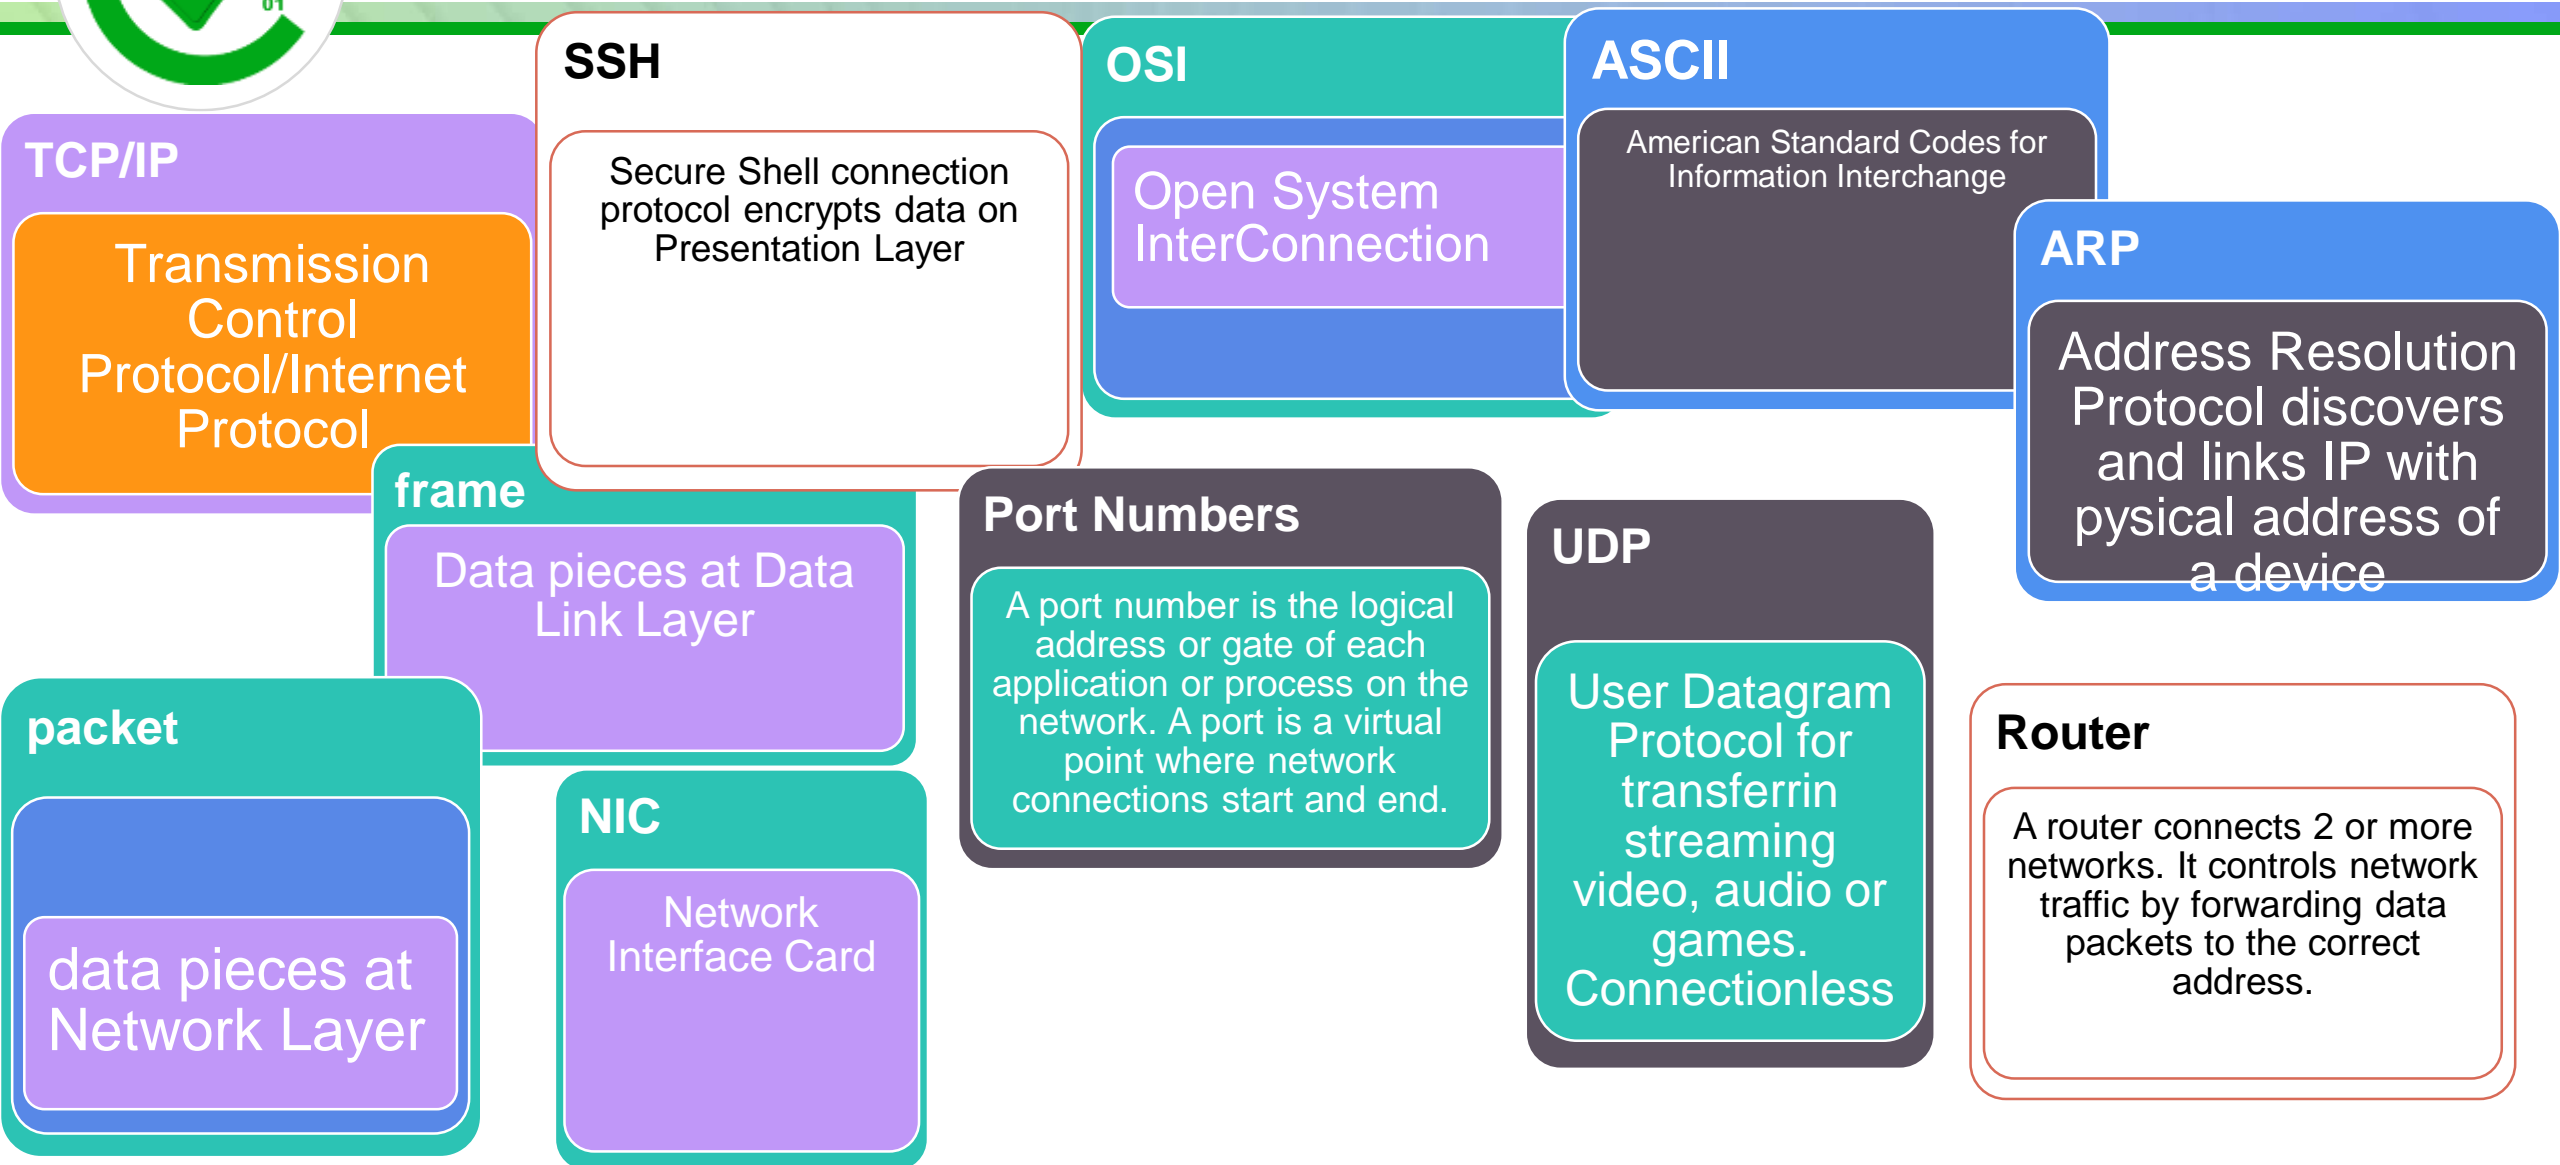 01
TCP/IP
Transmission
Control
Protocol/Internet
Protocol
SSH
Secure Shell connection
protocol encrypts data on
Presentation Layer
OSI
Open System
InterConnection
ASCII
American Standard Codes for
Information Interchange
ARP
Address Resolution
Protocol discovers
and links IP with
pysical address of
a device
frame
Data pieces at Data
Link Layer
Port Numbers
A port number is the logical
address or gate of each
application or process on the
network. A port is a virtual
point where network
connections start and end.
UDP
User Datagram
Protocol for
transferrin
streaming
video, audio or
games.
Connectionless
packet
data pieces at
Network Layer
NIC
Network
Interface Card
Router
A router connects 2 or more
networks. It controls network
traffic by forwarding data
packets to the correct
address.